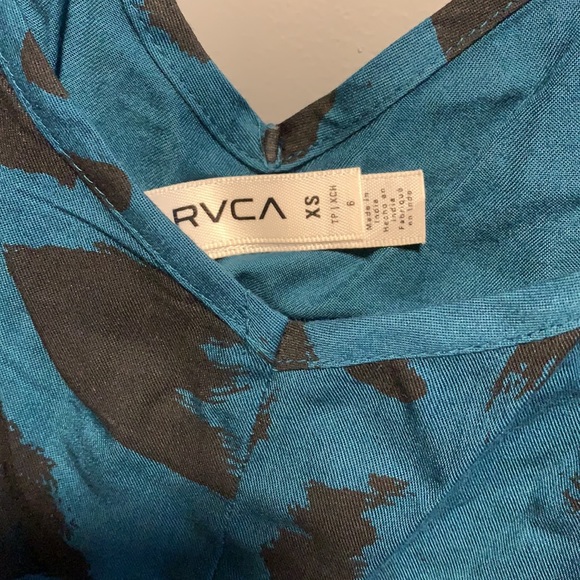 RVCA
XS
TP | XCH
6
Made in
India
Hecho en
India
Fabriqué
en Inde